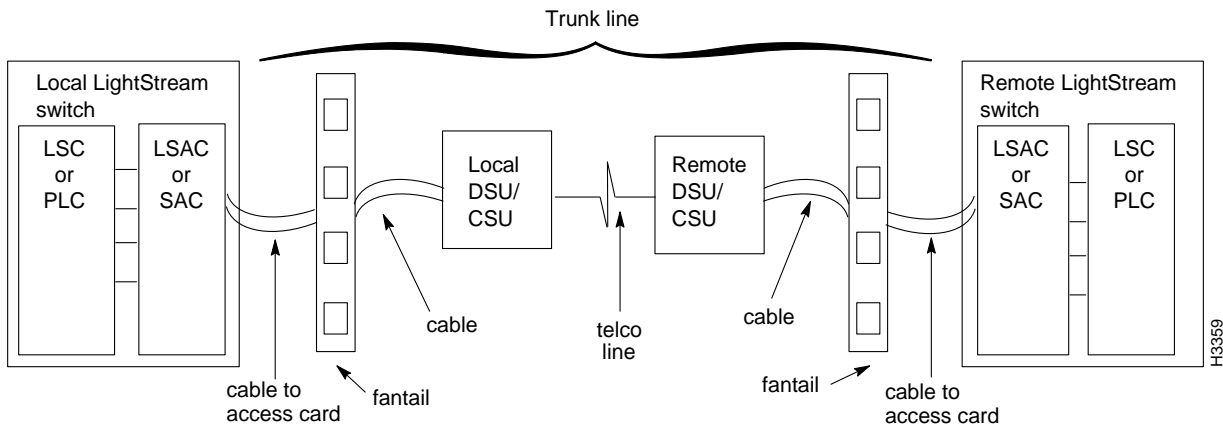 Trunk line
Local LightStream
switch
LSC
or
PLC
LSAC
or
SAC
Local
DSU/
CSU
Remote
DSU/
CSU
Remote LightStream
switch
LSAC
or
SAC
LSC
or
PLC
cable to
access card
fantail
cable
telco
line
cable
fantail
cable to
access card
H3359